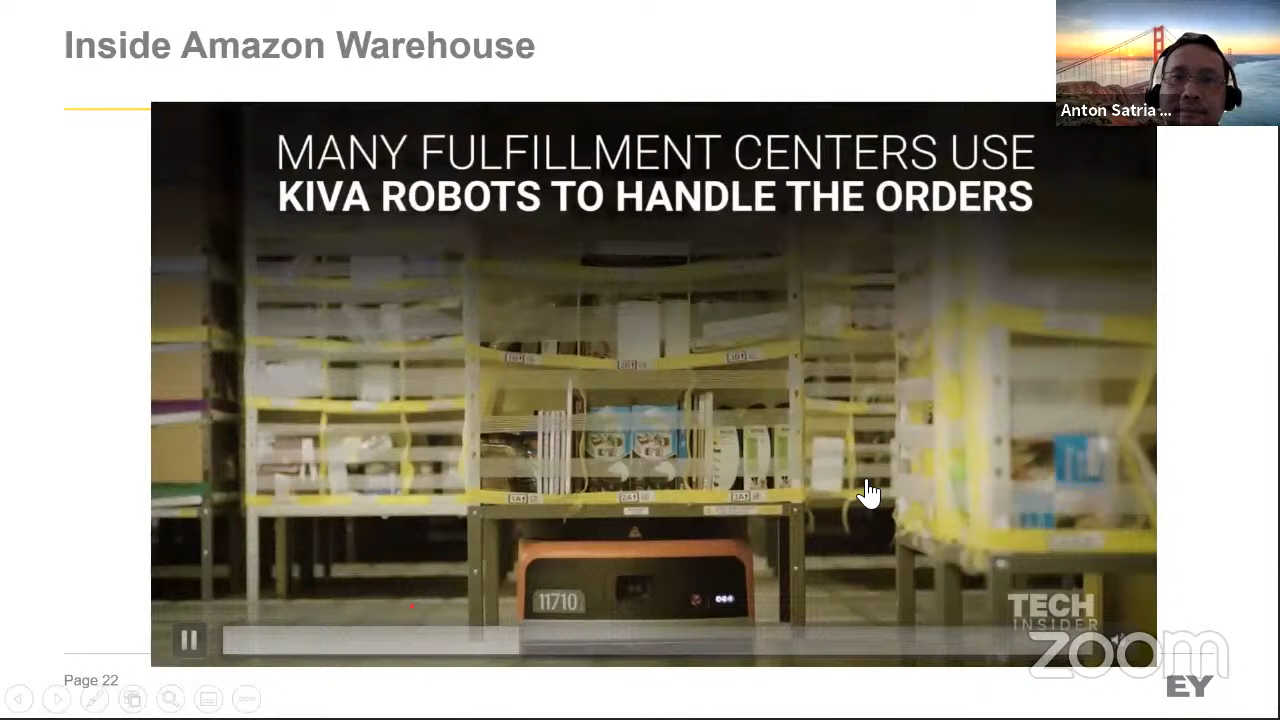 Inside Amazon Warehouse
Anton Satria ...
MANY FULFILLMENT CENTERS USE
KIVA ROBOTS TO HANDLE THE ORDERS
11710
TECH
INSIDER
zoom
Page 22
EY